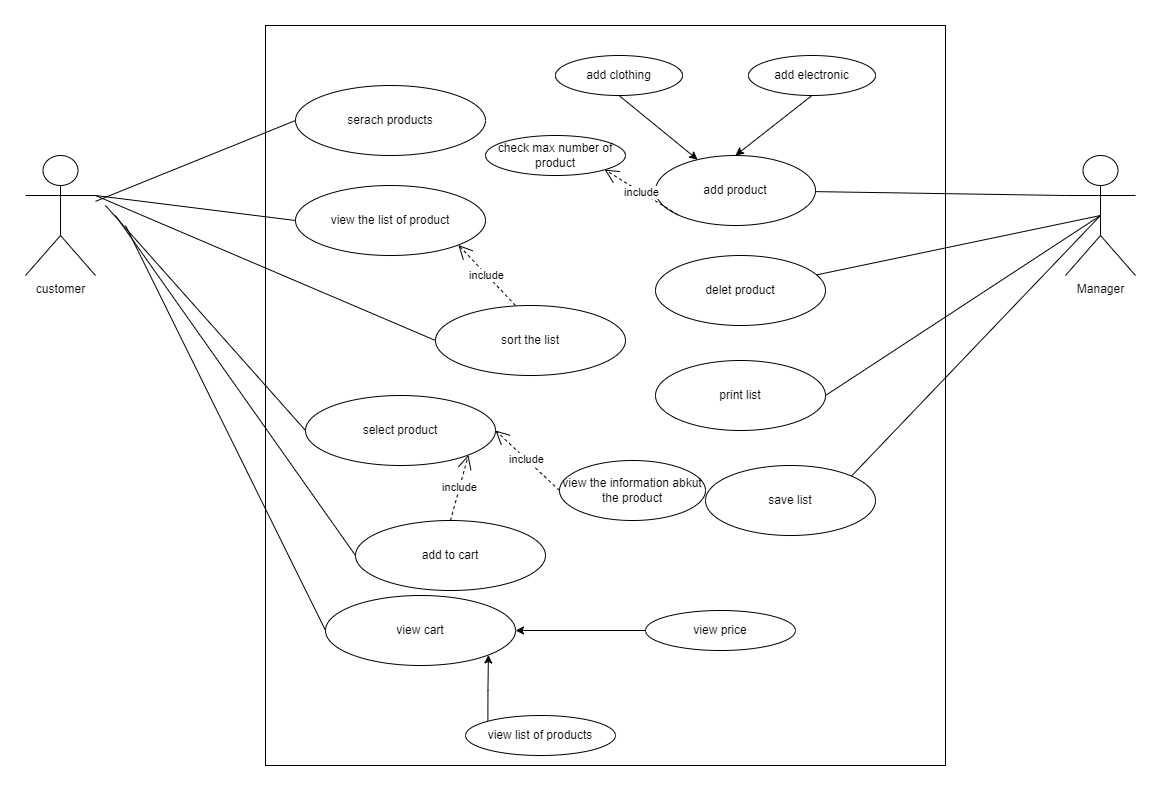 add clothing
add electronic
serach products
check max number of
product
add product
include
view the list of product
include
customer
delet product
Manager
sort the list
print list
select product
include
include
view the information abkut
the product
save list
add to cart
view cart
view price
view list of products